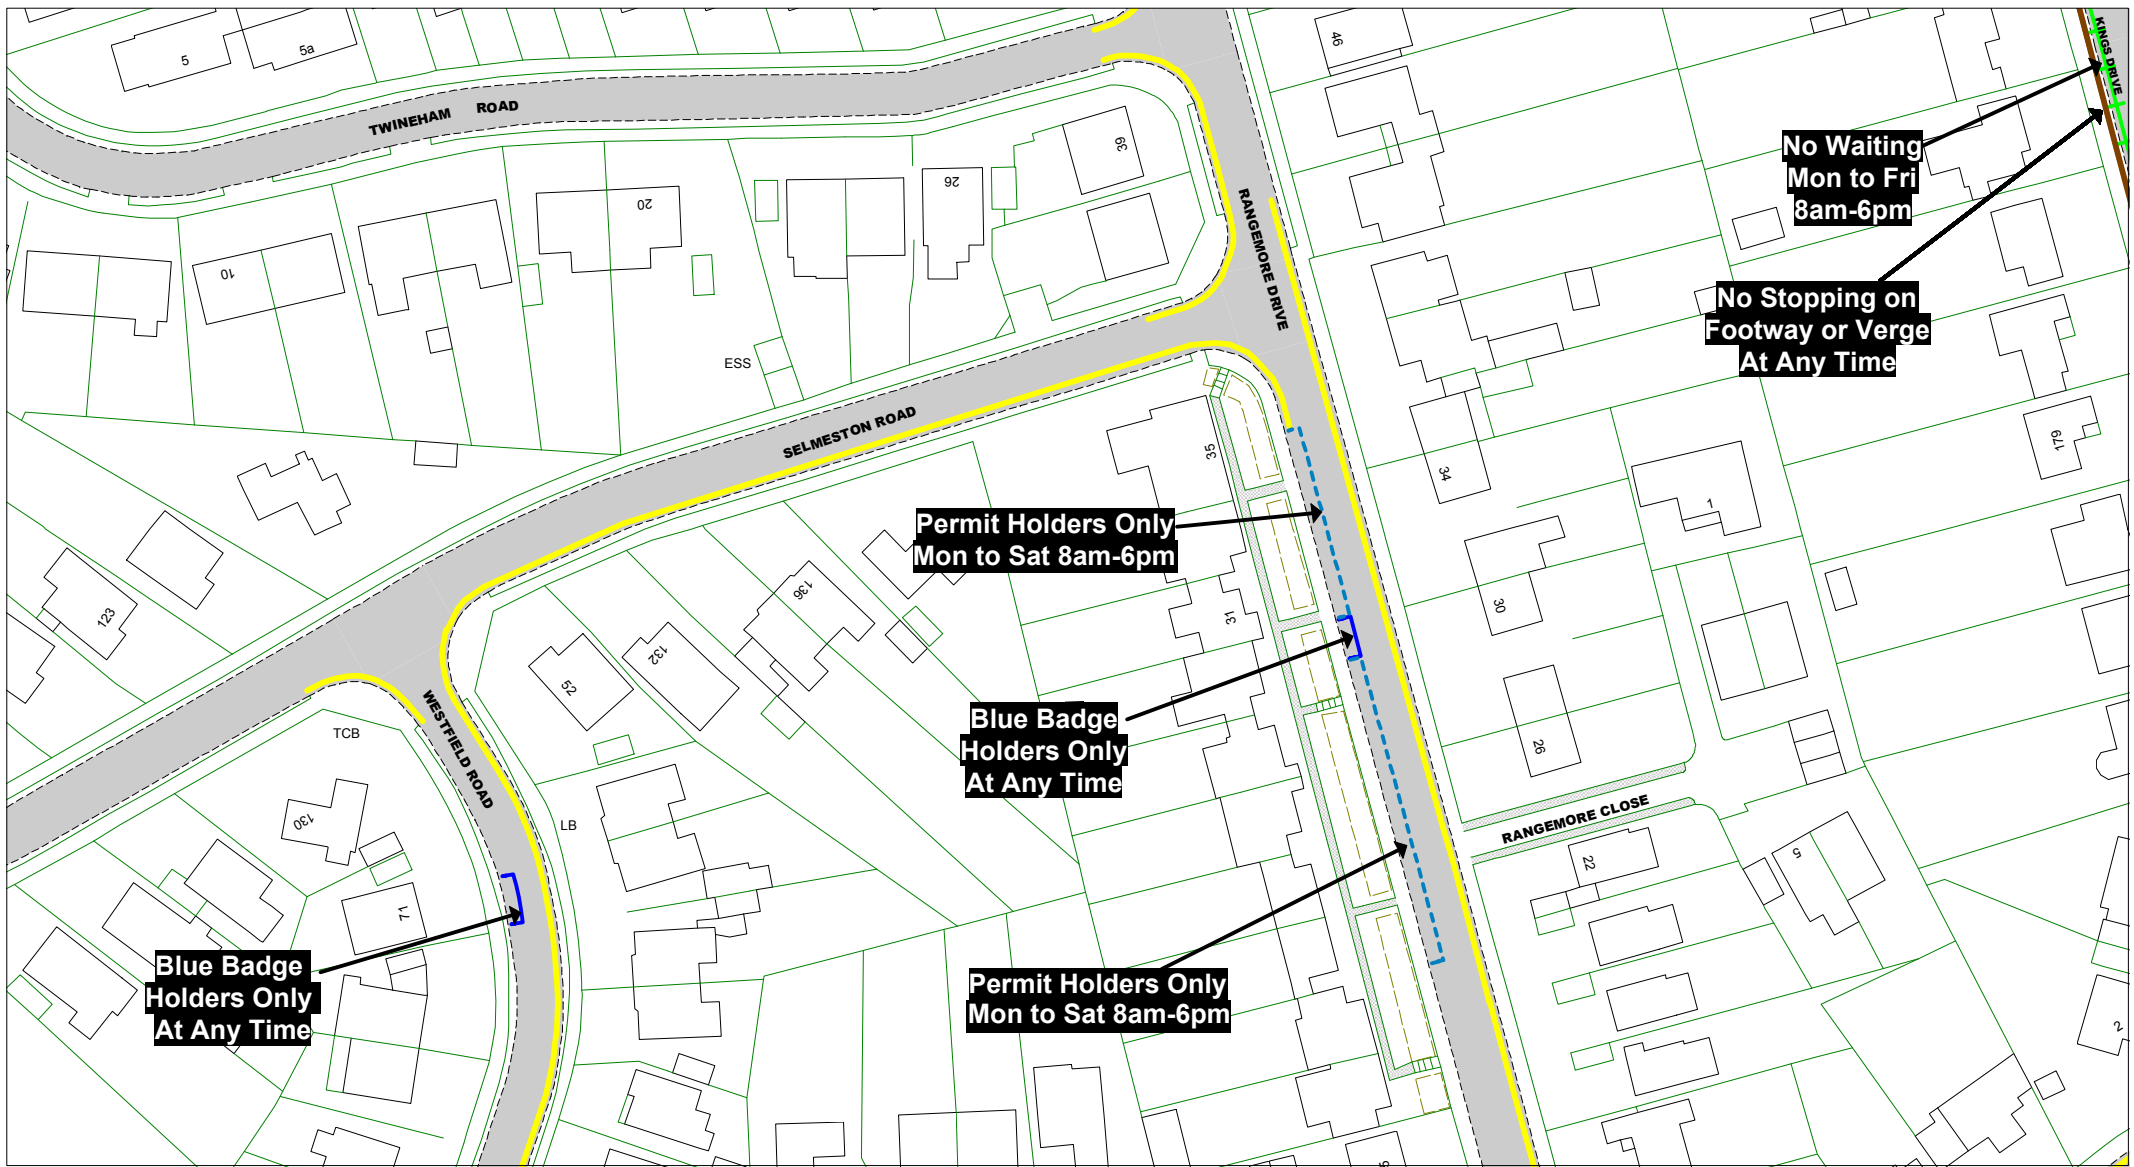 5
5a
46
KINGS DRIVE
TWINEHAM ROAD
39
No Waiting
Mon to Fri
8am-6pm
26
20
RANGEMORE DRIVE
10
No Stopping on
Footway or Verge
At Any Time
ESS
SELMESTON ROAD
35
34
179
1
Permit Holders Only
Mon to Sat 8am-6pm
136
123
31
30
132
52
WESTFIELD ROAD
Blue Badge
Holders Only
At Any Time
TCB
26
130
LB
RANGEMORE CLOSE
22
5
71
Blue Badge
Holders Only
At Any Time
Permit Holders Only
Mon to Sat 8am-6pm
2